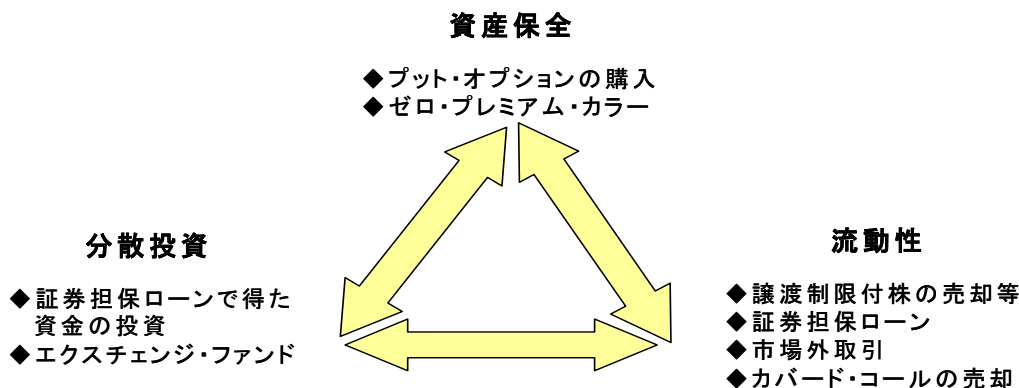 資産保全
◆プット・オプションの購入
◆ゼロ・プレミアム・カラー
分散投資
◆証券担保ローンで得た
資金の投資
◆エクスチェンジ・ファンド
流動性
◆譲渡制限付株の売却等
◆証券担保ローン
◆市場外取引
◆カバード・コールの売却